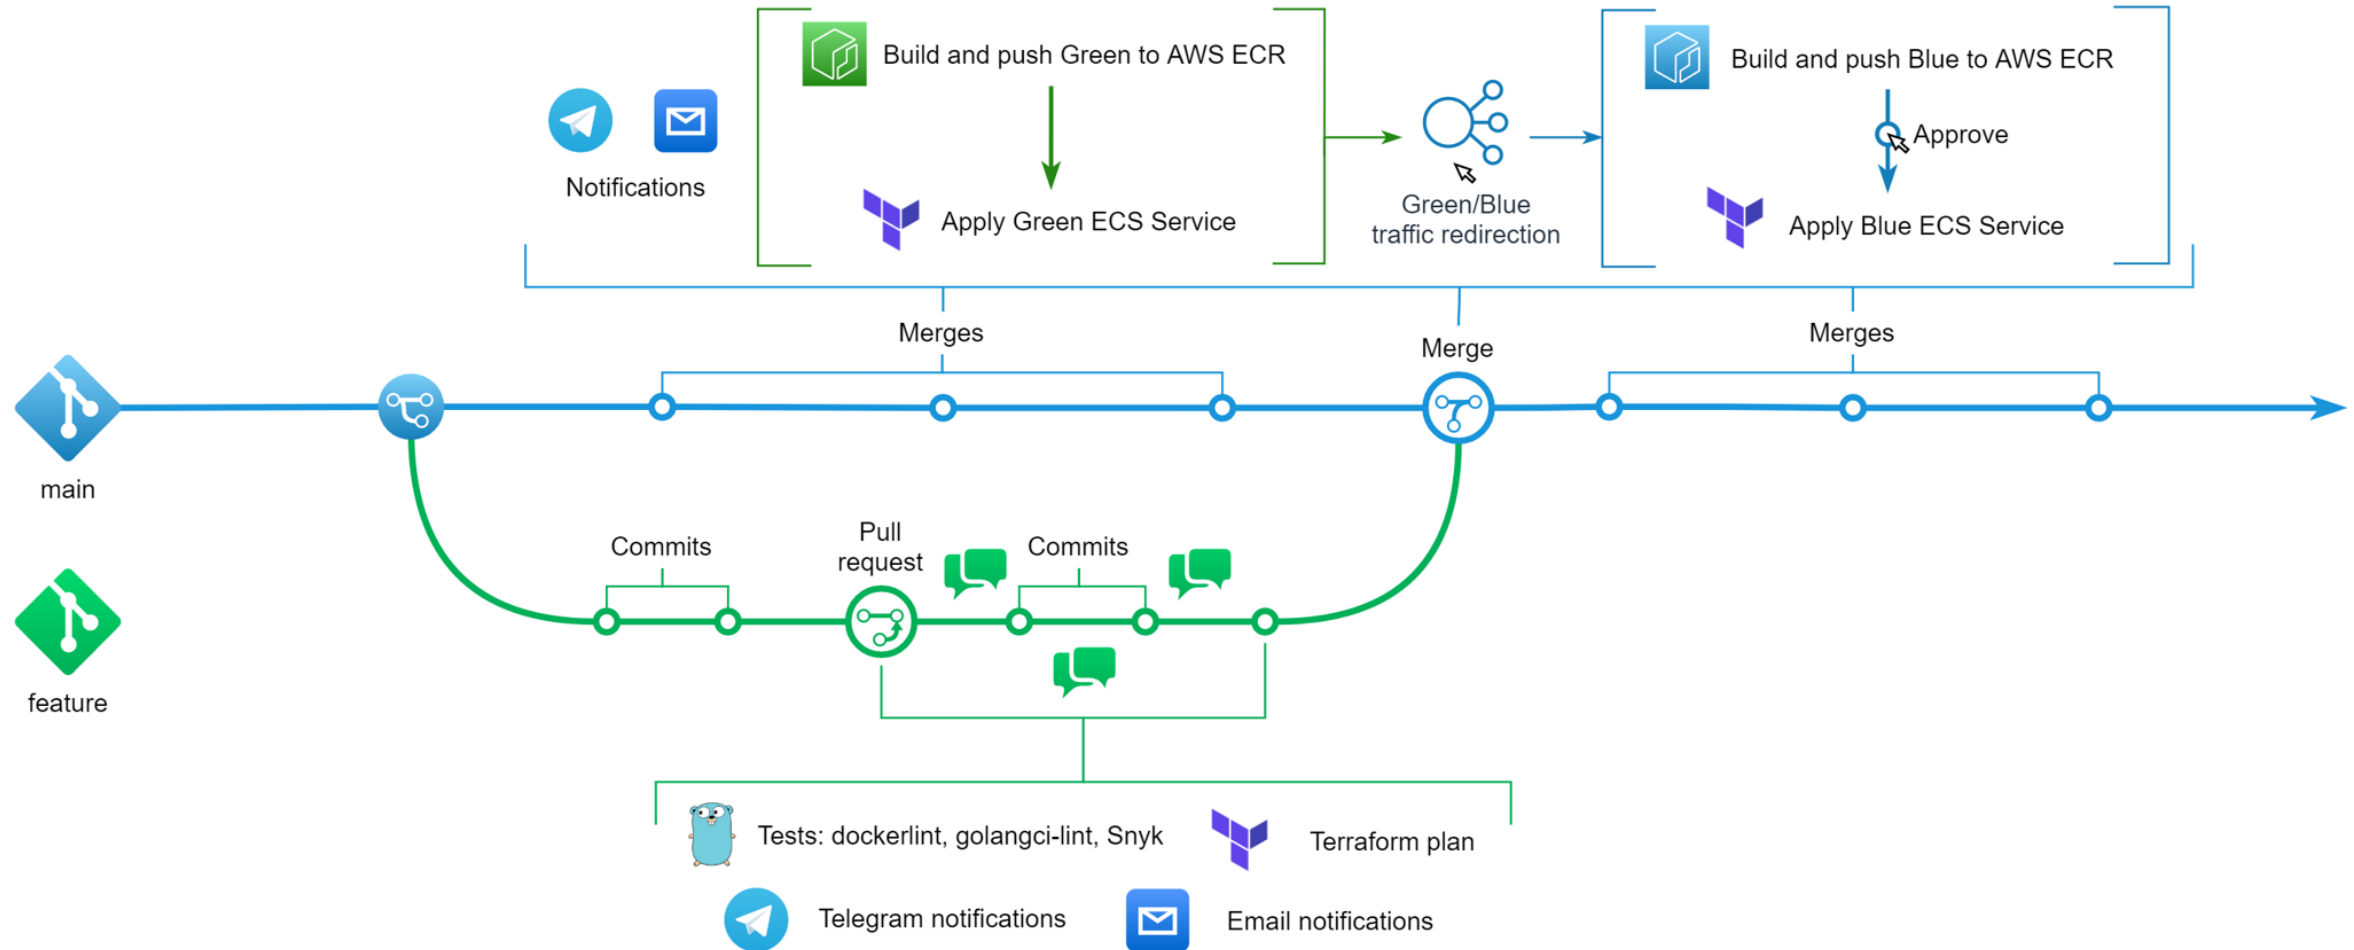 Build and push Green to AWS ECR
Build and push Blue to AWS ECR
Approve
Notifications
Apply Green ECS Service
Green/Blue
traffic redirection
Apply Blue ECS Service
Merges
Merge
Merges
main
Commits
Pull
request
Commits
feature
Tests: dockerlint, golangci-lint, Snyk
Terraform plan
Telegram notifications
Email notifications